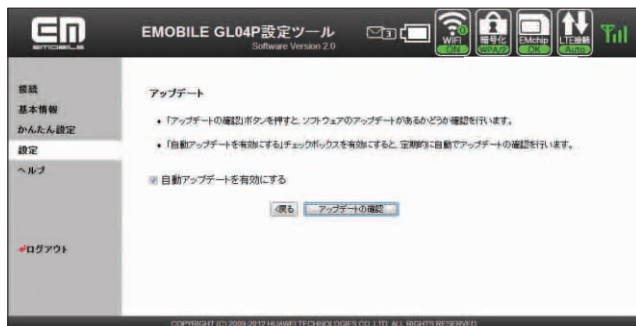 EM
EMOBILE
EMOBILE GL04P設定ツール
Software Version 2.0
3
WiFi
ON
暗号化
WPA/2
EMchip
OK
LTE接続
Auto
接続
基本情報
かんたん設定
設定
ヘルプ
ログアウト
アップデート
• 「アップデートの確認」ボタンを押すと、ソフトウェアのアップデートがあるかどうか確認を行います。
• 「自動アップデートを有効にする」チェックボックスを有効にすると、定期的に自動でアップデートの確認を行います。
自動アップデートを有効にする
戻る
アップデートの確認
COPYRIGHT (C) 2009-2012 HUAWEI TECHNOLOGIES CO.,LTD. ALL RIGHTS RESERVED.